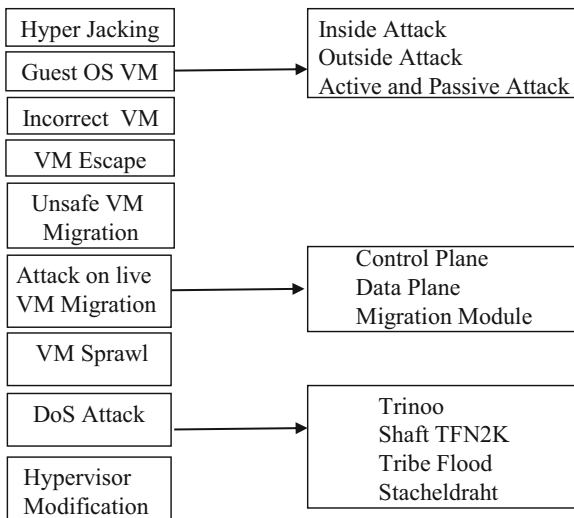 Hyper Jacking
Guest OS VM
Incorrect VM
VM Escape
Unsafe VM
Migration
Attack on live
VM Migration
VM Sprawl
DoS Attack
Hypervisor
Modification
Inside Attack
Outside Attack
Active and Passive Attack
Control Plane
Data Plane
Migration Module
Trinoo
Shaft TFN2K
Tribe Flood
Stacheldraht